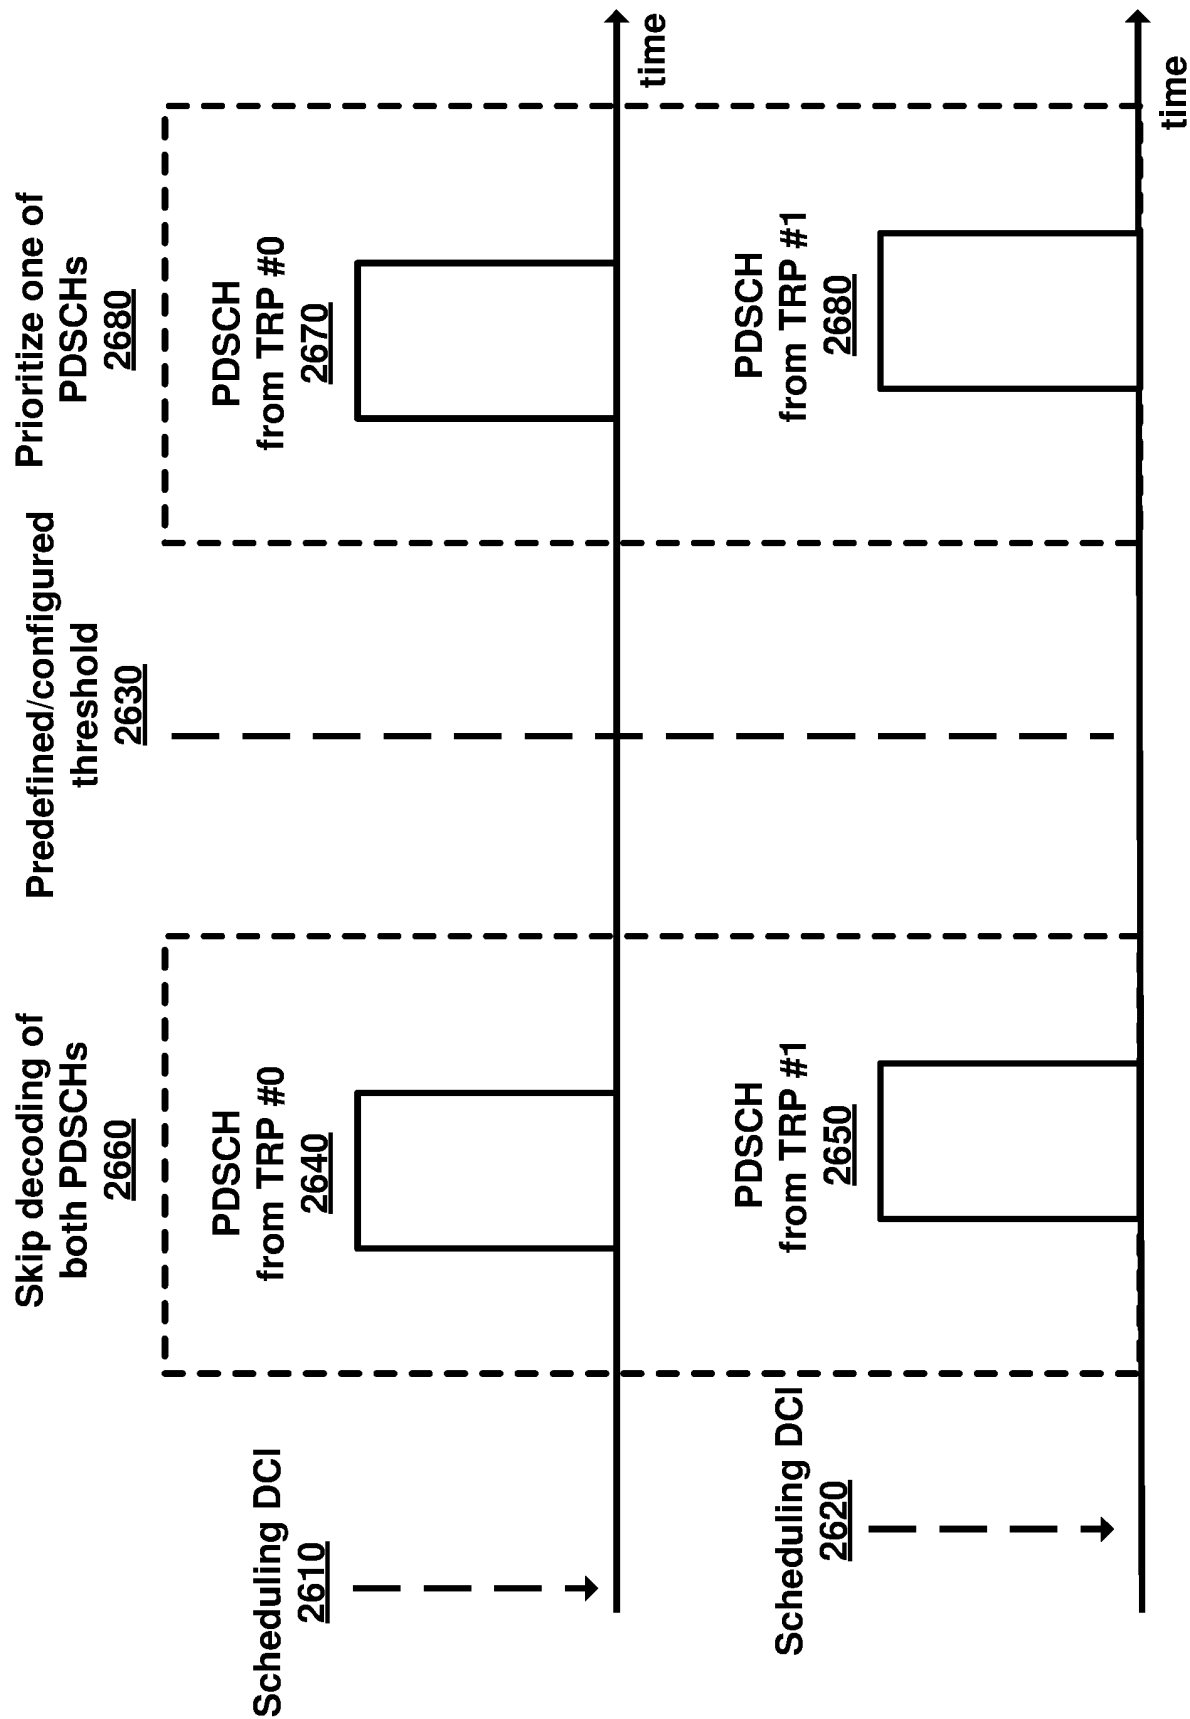 Skip decoding of
both PDSCHs
2660
Predefined/configured
threshold
2630
Prioritize one of
PDSCHs
2680
Scheduling DCI
2610
PDSCH
from TRP #0
2640
PDSCH
from TRP #0
2670
time
Scheduling DCI
2620
PDSCH
from TRP #1
2650
PDSCH
from TRP #1
2680
time